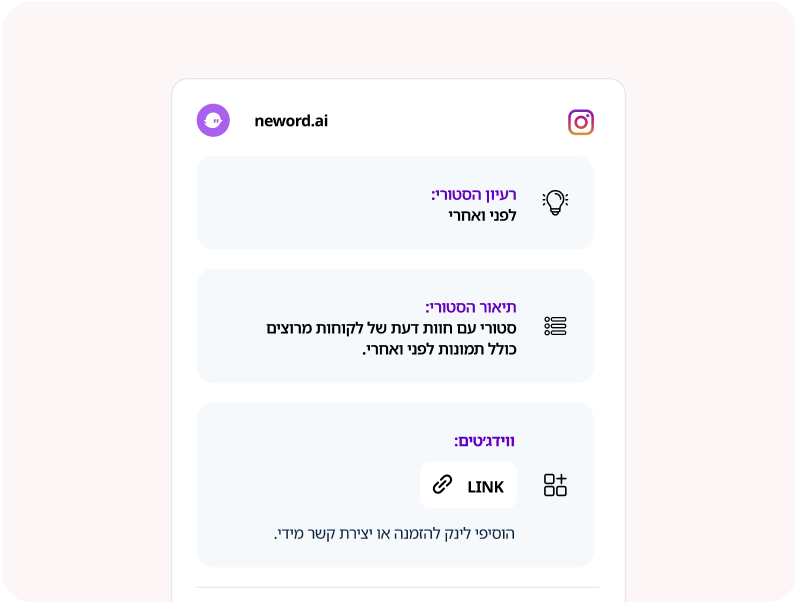 neword.ai
רעיון הסטורי:
לפני ואחרי
תיאור הסטורי:
סטורי עם חוות דעת של לקוחות מרוצים
כולל תמונות לפני ואחרי.
ווידג׳טים:
LINK
הוסיפי לינק להזמנה או יצירת קשר מידי.